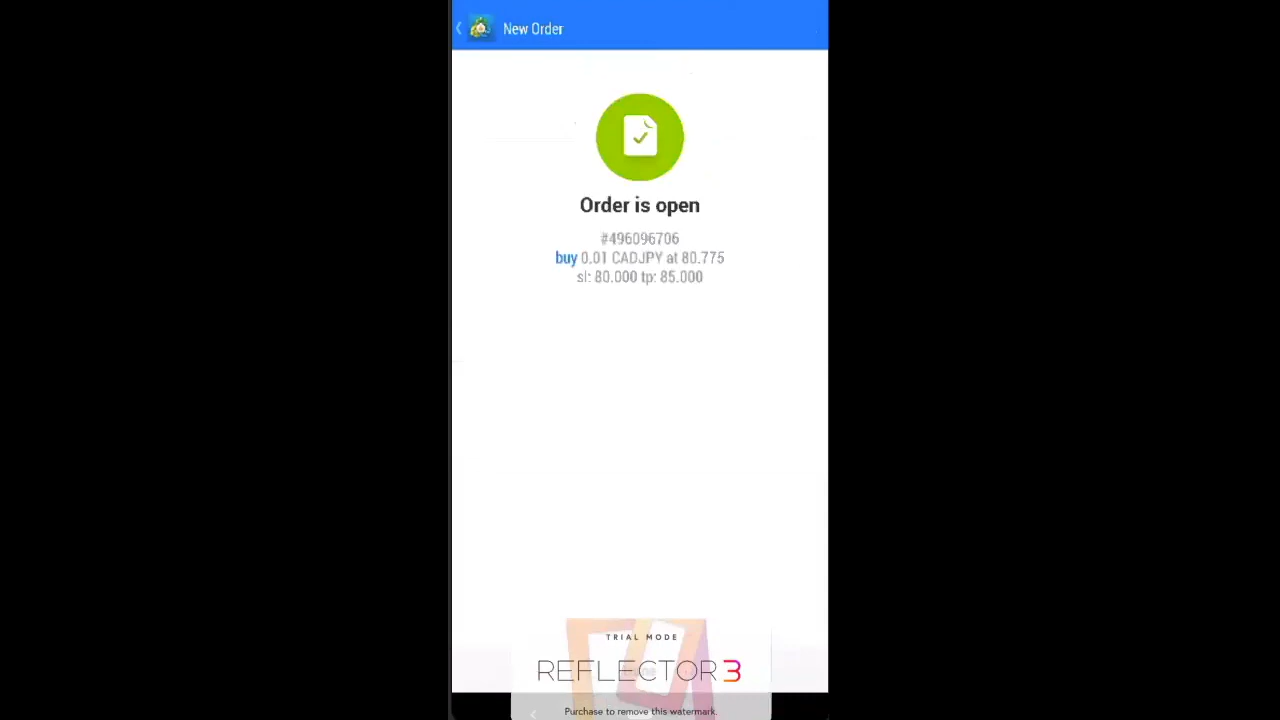 New Order
Order is open
#496096706
buy 0.01 CADJPY at 80.775
sl: 80.000 tp: 85.000
TRIAL MODE
REFLECTOR 3
Purchase to remove this watermark.